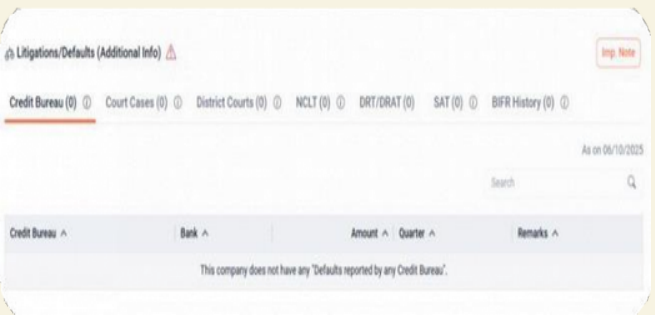 Litigations/Defaults (Additional Info)
Imp. Note
Credit Bureau (0) Court Cases (0) District Courts (0) NCLT (0) DRT/DRAT (0) SAT (0) BIFR History (0)
As on 06/10/2025
Search
Credit Bureau Bank Amount Quarter Remarks
This company does not have any "Defaults reported by any Credit Bureau".